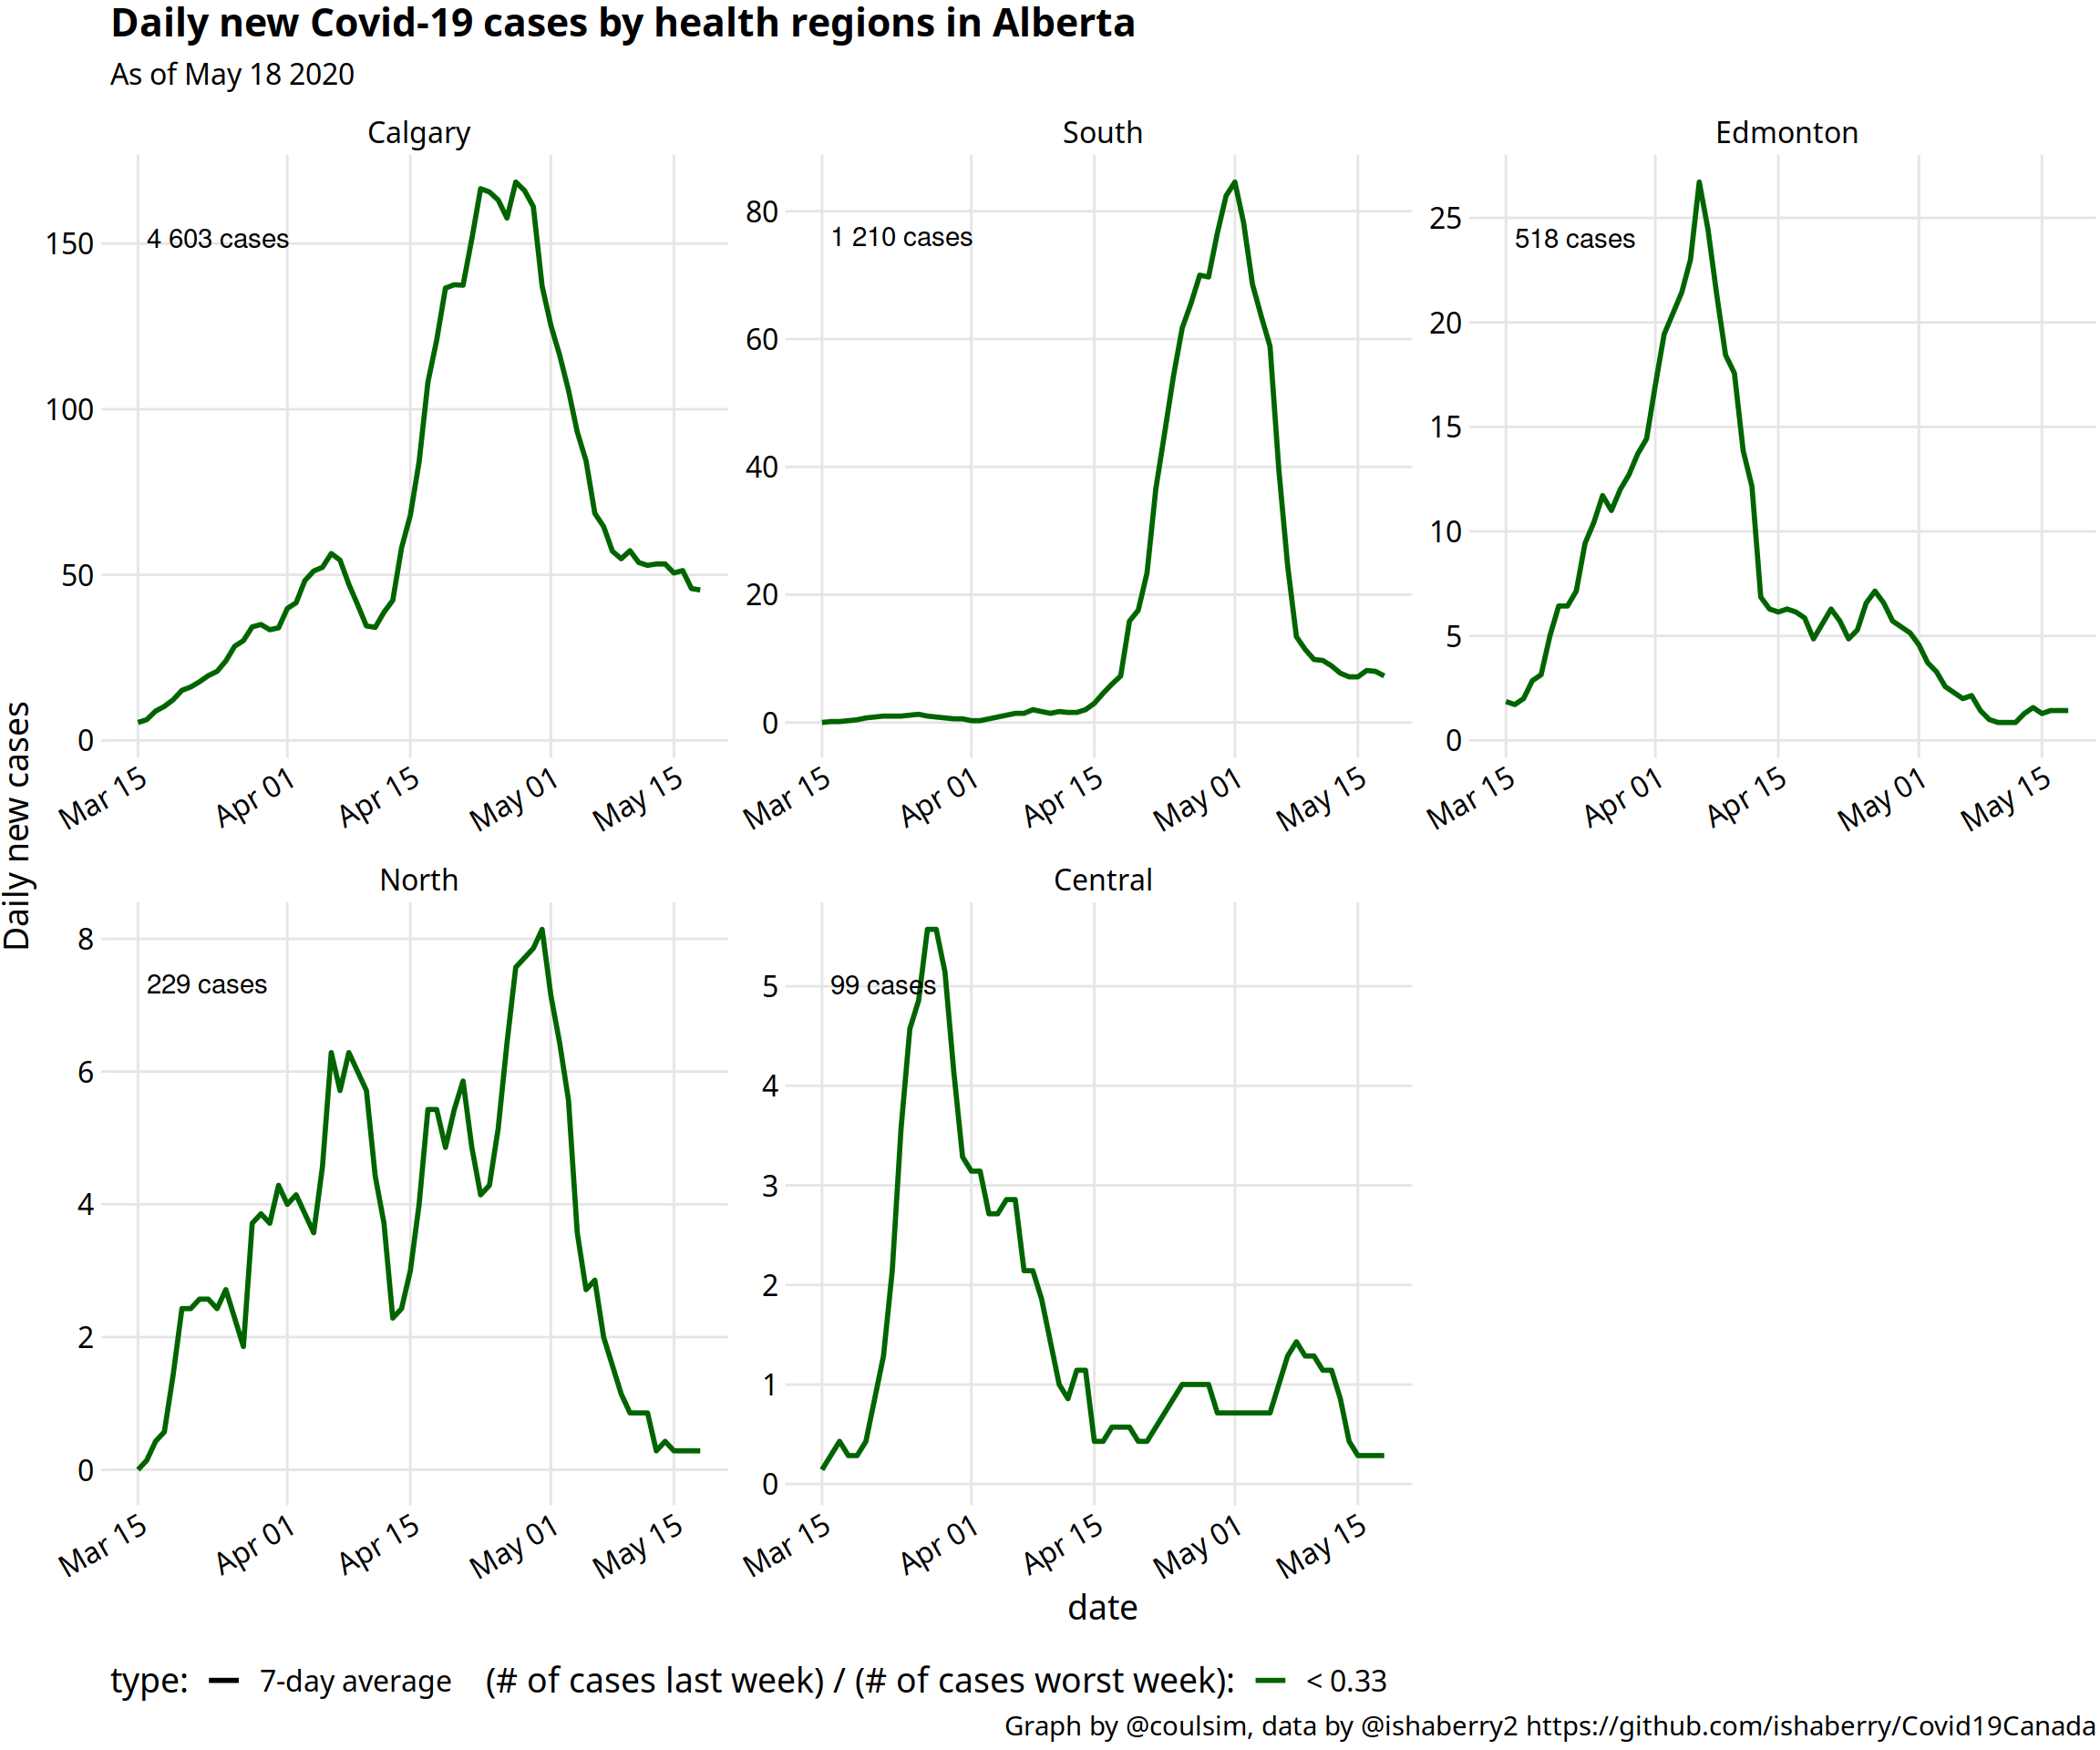 Daily new Covid-19 cases by health regions in Alberta
As of May 18 2020
Daily new cases
Calgary
4 603 cases
150
100
50
0
Mar 15
Apr 01
Apr 15
May 01
May 15
South
1 210 cases
80
60
40
20
0
Mar 15
Apr 01
Apr 15
May 01
May 15
Edmonton
518 cases
25
20
15
10
5
0
Mar 15
Apr 01
Apr 15
May 01
May 15
North
229 cases
8
6
4
2
0
Mar 15
Apr 01
Apr 15
May 01
May 15
Central
99 cases
5
4
3
2
1
0
Mar 15
Apr 01
Apr 15
May 01
May 15
date
type: 7-day average (# of cases last week) / (# of cases worst week): < 0.33
Graph by @coulsim, data by @ishaberry2 https://github.com/ishaberry/Covid19Canada